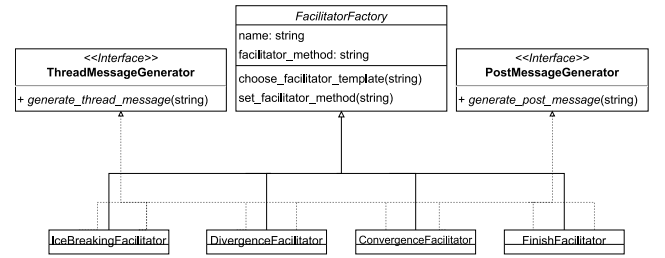 FacilitatorFactory
name: string
facilitator_method: string
choose_facilitator_template(string)
set_facilitator_method(string)
<<Interface>>
ThreadMessageGenerator
+ generate_thread_message(string)
<<Interface>>
PostMessageGenerator
+ generate_post_message(string)
IceBreakingFacilitator
DivergenceFacilitator
ConvergenceFacilitator
FinishFacilitator